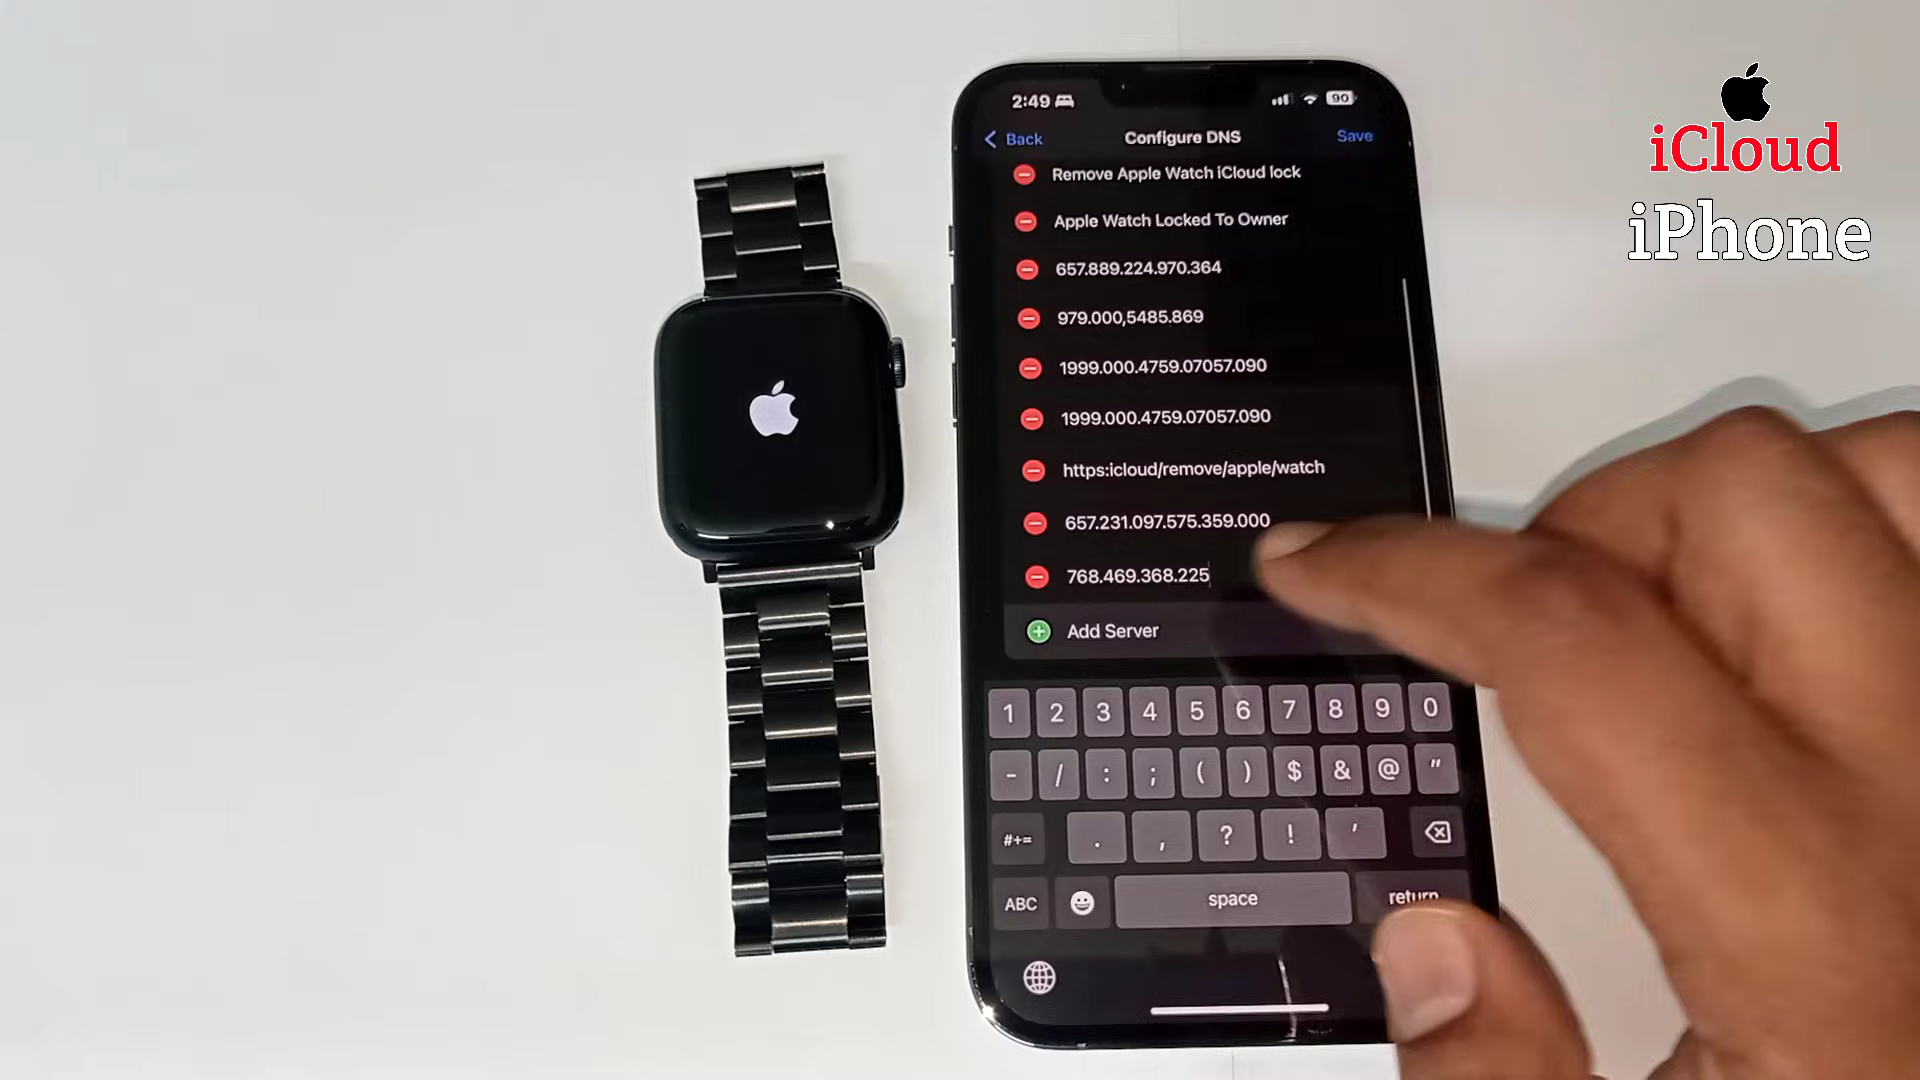 2:49
90
Back
Configure DNS
Save
Remove Apple Watch iCloud lock
Apple Watch Locked To Owner
657.889.224.970.364
979.000,5485.869
1999.000.4759.07057.090
1999.000.4759.07057.090
https:icloud/remove/apple/watch
657.231.097.575.359.000
768.469.368.225
Add Server
1 2 3 4 5 6 7 8 9 0
- / : ; ( ) $ & @ "
#+= . , ? ! '
ABC space return
iCloud
iPhone